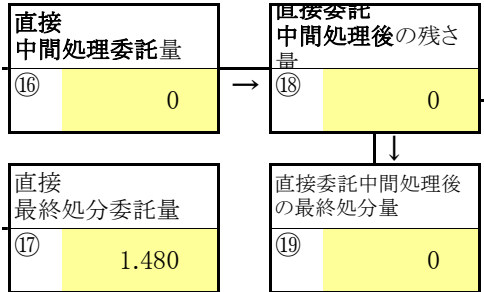 直接
中間処理委託量
⑯
0
→
直接委託
中間処理後の残さ
量
⑱
0
↓
直接
最終処分委託量
⑰
1.480
直接委託中間処理後
の最終処分量
⑲
0